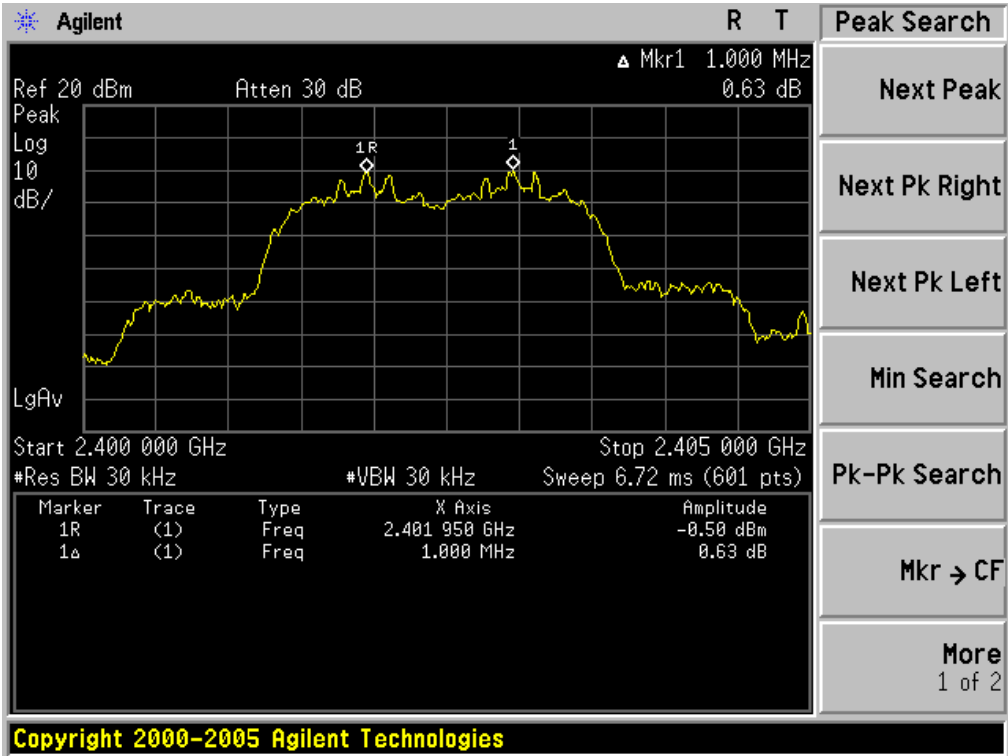 Agilent R T
Peak Search
Δ Mkr1 1.000 MHz
Ref 20 dBm Atten 30 dB 0.63 dB
Peak
Log
10
dB/
1R
1
LgAv
Start 2.400 000 GHz Stop 2.405 000 GHz
#Res BW 30 kHz #VBW 30 kHz Sweep 6.72 ms (601 pts)
Marker Trace Type X Axis Amplitude
1R (1) Freq 2.401 950 GHz -0.50 dBm
1Δ (1) Freq 1.000 MHz 0.63 dB
Next Peak
Next Pk Right
Next Pk Left
Min Search
Pk-Pk Search
Mkr → CF
More
1 of 2
Copyright 2000-2005 Agilent Technologies